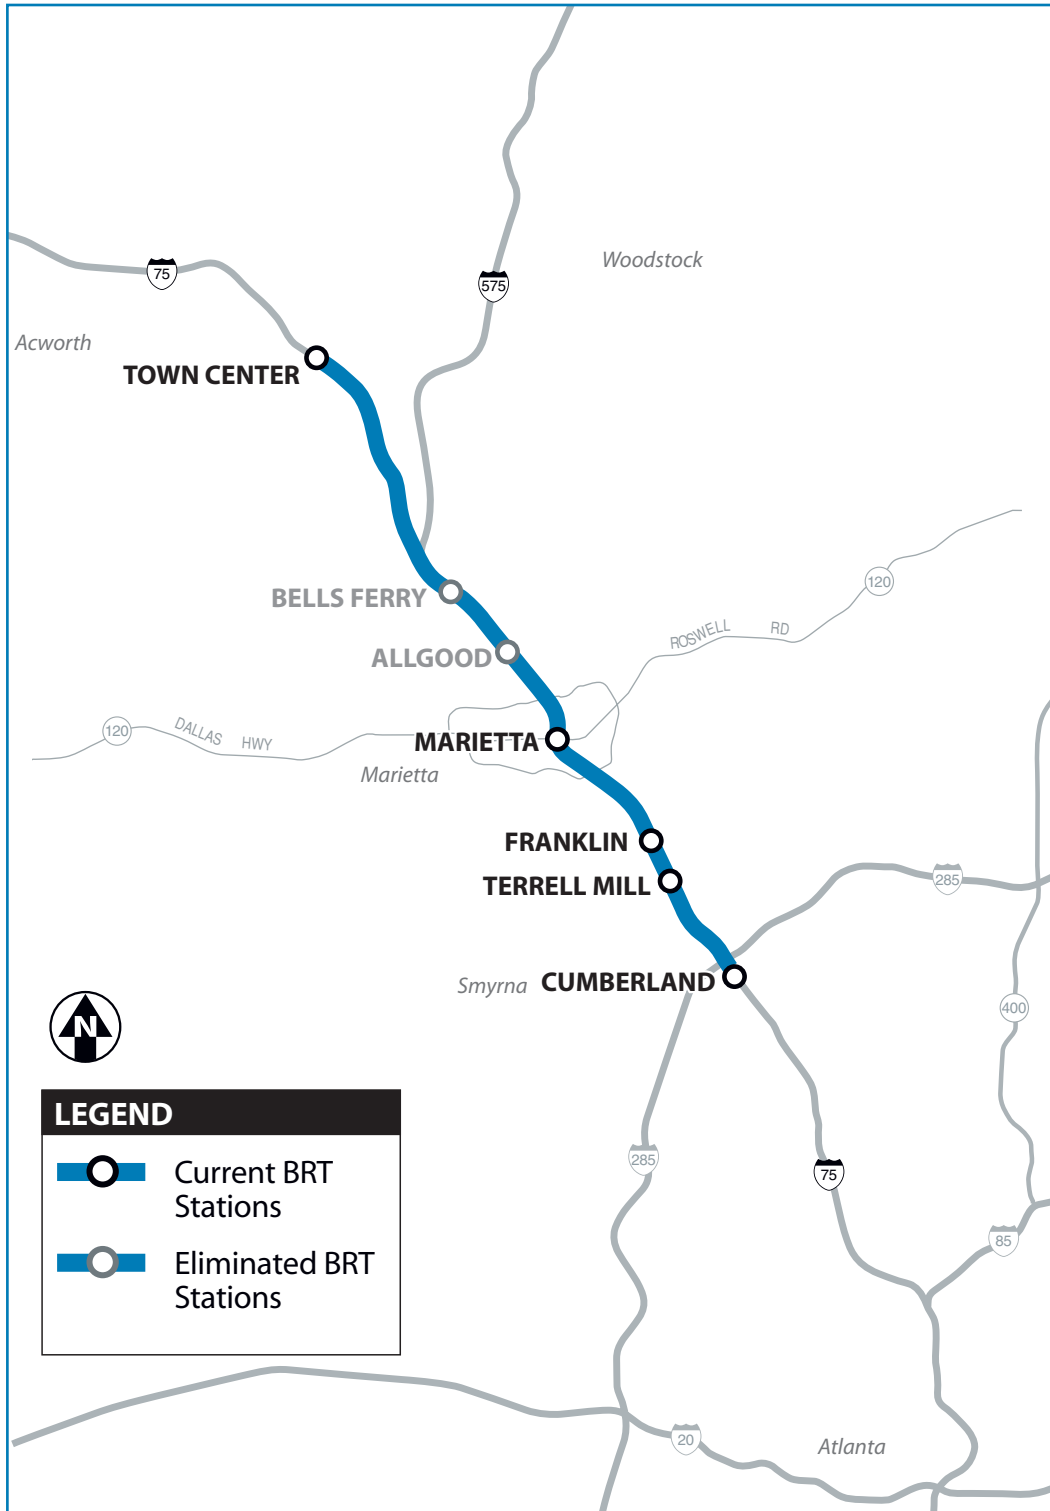 Woodstock
75
575
Acworth
TOWN CENTER
120
BELLS FERRY
ROSWELL RD
ALLGOOD
120
DALLAS HWY
MARIETTA
Marietta
FRANKLIN
TERRELL MILL
285
Smyrna
CUMBERLAND
400
N
LEGEND
Current BRT
Stations
Eliminated BRT
Stations
285
75
85
20
Atlanta